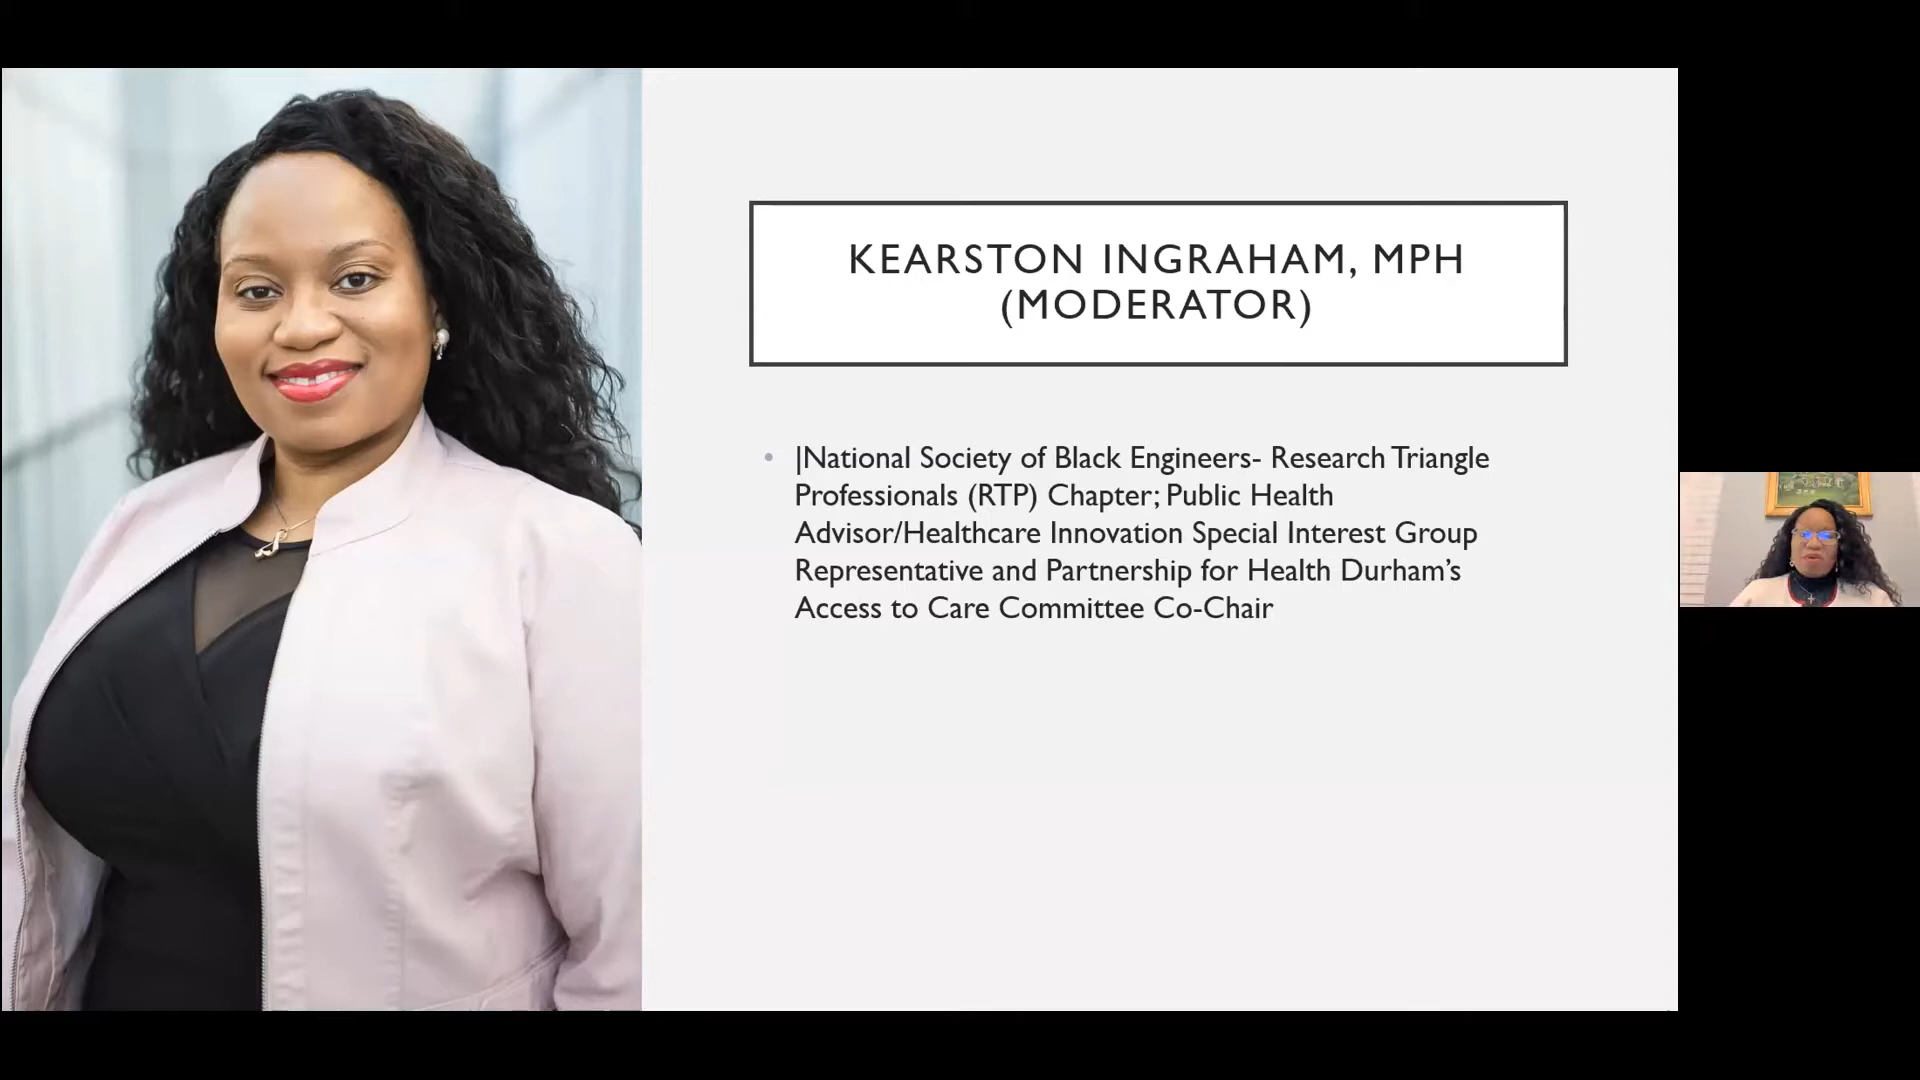 KEARSTON INGRAHAM, MPH
(MODERATOR)
• |National Society of Black Engineers- Research Triangle
Professionals (RTP) Chapter; Public Health
Advisor/Healthcare Innovation Special Interest Group
Representative and Partnership for Health Durham’s
Access to Care Committee Co-Chair